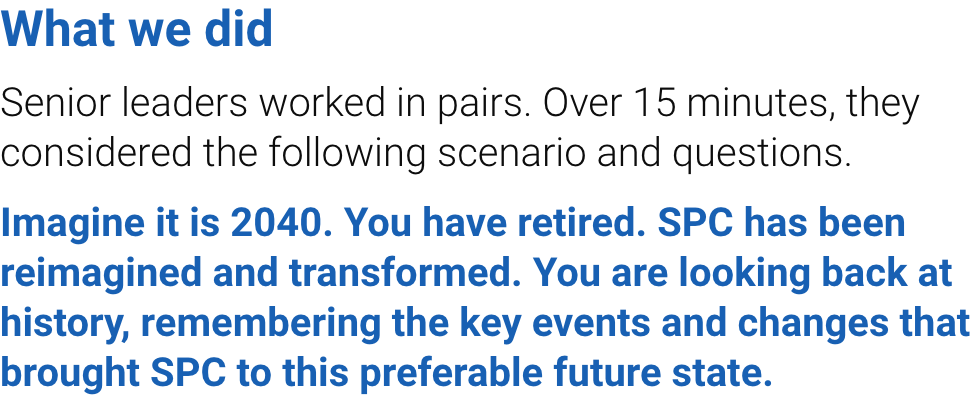 What we did
Senior leaders worked in pairs. Over 15 minutes, they
considered the following scenario and questions.
Imagine it is 2040. You have retired. SPC has been
reimagined and transformed. You are looking back at
history, remembering the key events and changes that
brought SPC to this preferable future state.